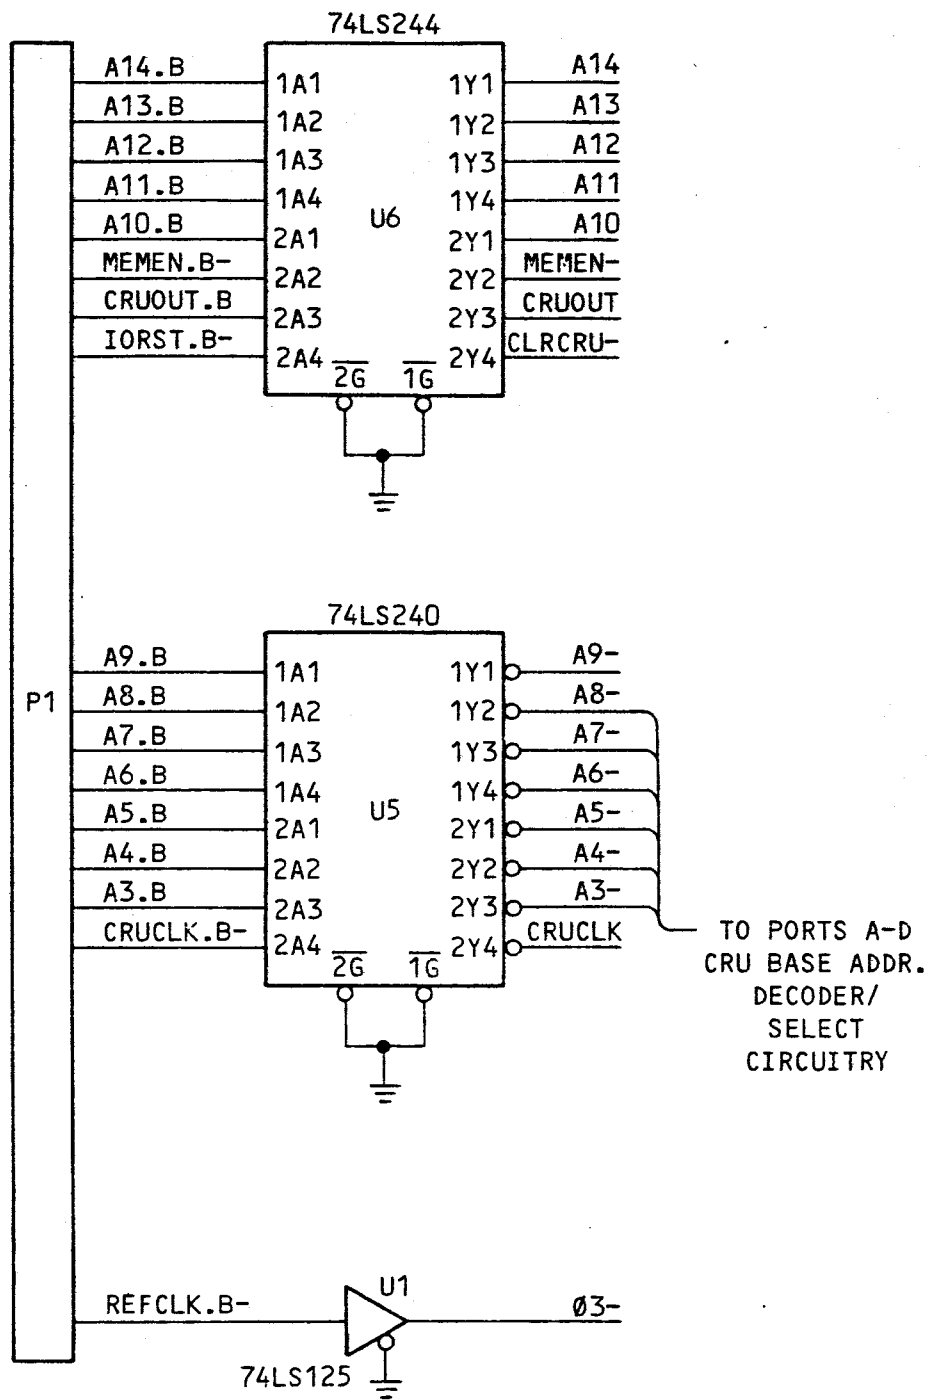 74LS244
A14.B 1A1 1Y1 A14
A13.B 1A2 1Y2 A13
A12.B 1A3 1Y3 A12
A11.B 1A4 1Y4 A11
U6
A10.B 2A1 2Y1 A10
MEMEN.B- 2A2 2Y2 MEMEN-
CRUOUT.B 2A3 2Y3 CRUOUT
IORST.B- 2A4 2Y4 CLRCRU-
2G 1G
74LS240
P1
A9.B 1A1 1Y1 A9-
A8.B 1A2 1Y2 A8-
A7.B 1A3 1Y3 A7-
A6.B 1A4 1Y4 A6-
U5
A5.B 2A1 2Y1 A5-
A4.B 2A2 2Y2 A4-
A3.B 2A3 2Y3 A3-
CRUCLK.B- 2A4 2Y4 CRUCLK
2G 1G
TO PORTS A-D
CRU BASE ADDR.
DECODER/
SELECT
CIRCUITRY
U1
REFCLK.B- Ø3-
74LS125